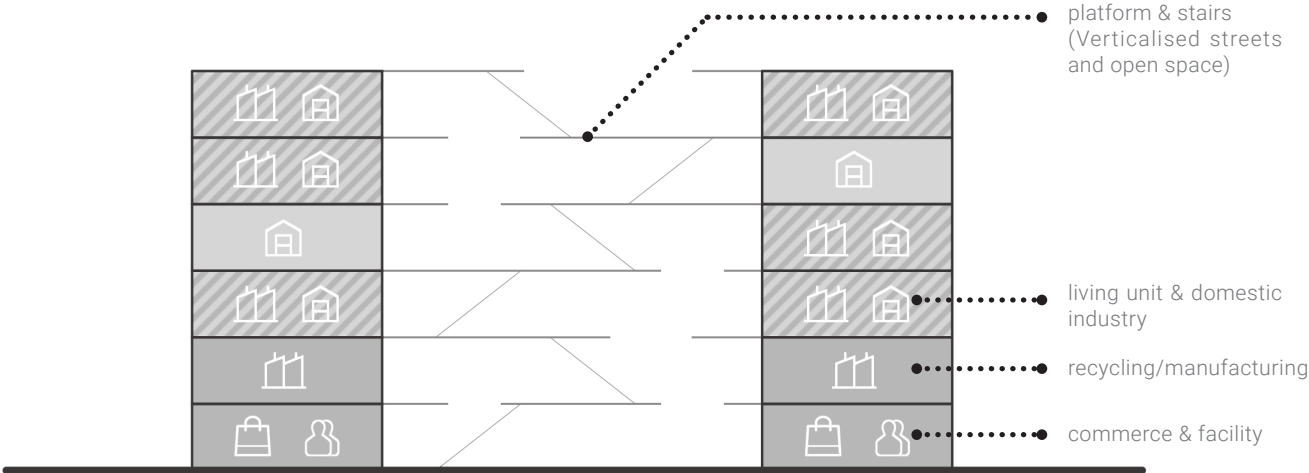 platform & stairs
(Verticalised streets
and open space)
living unit & domestic
industry
recycling/manufacturing
commerce & facility